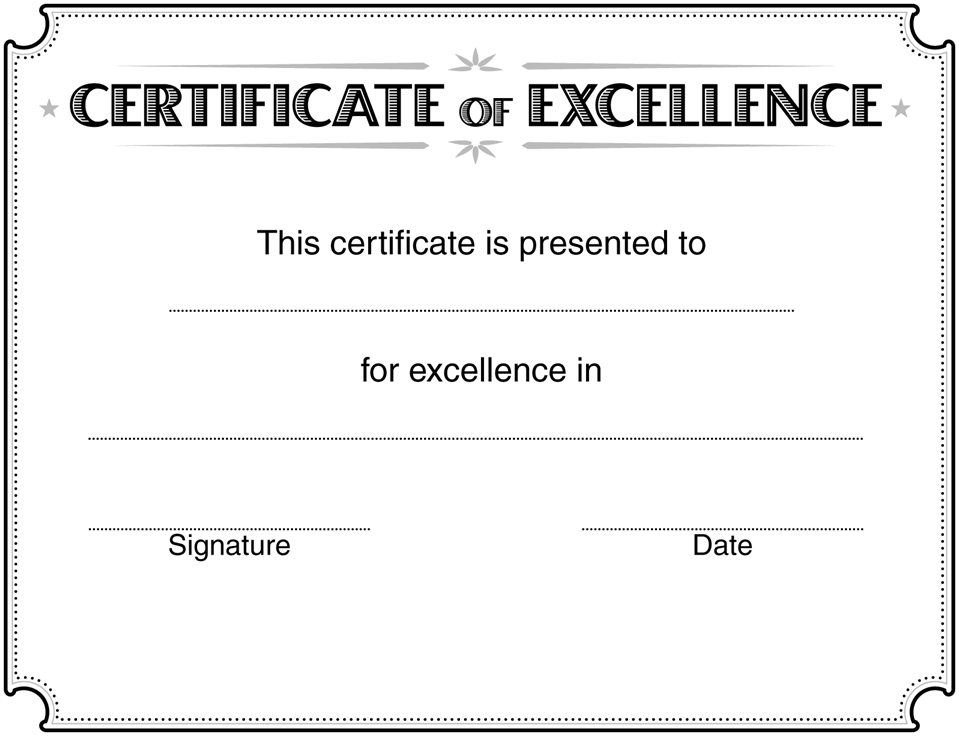 CERTIFICATE OF EXCELLENCE
This certificate is presented to
for excellence in
Signature Date